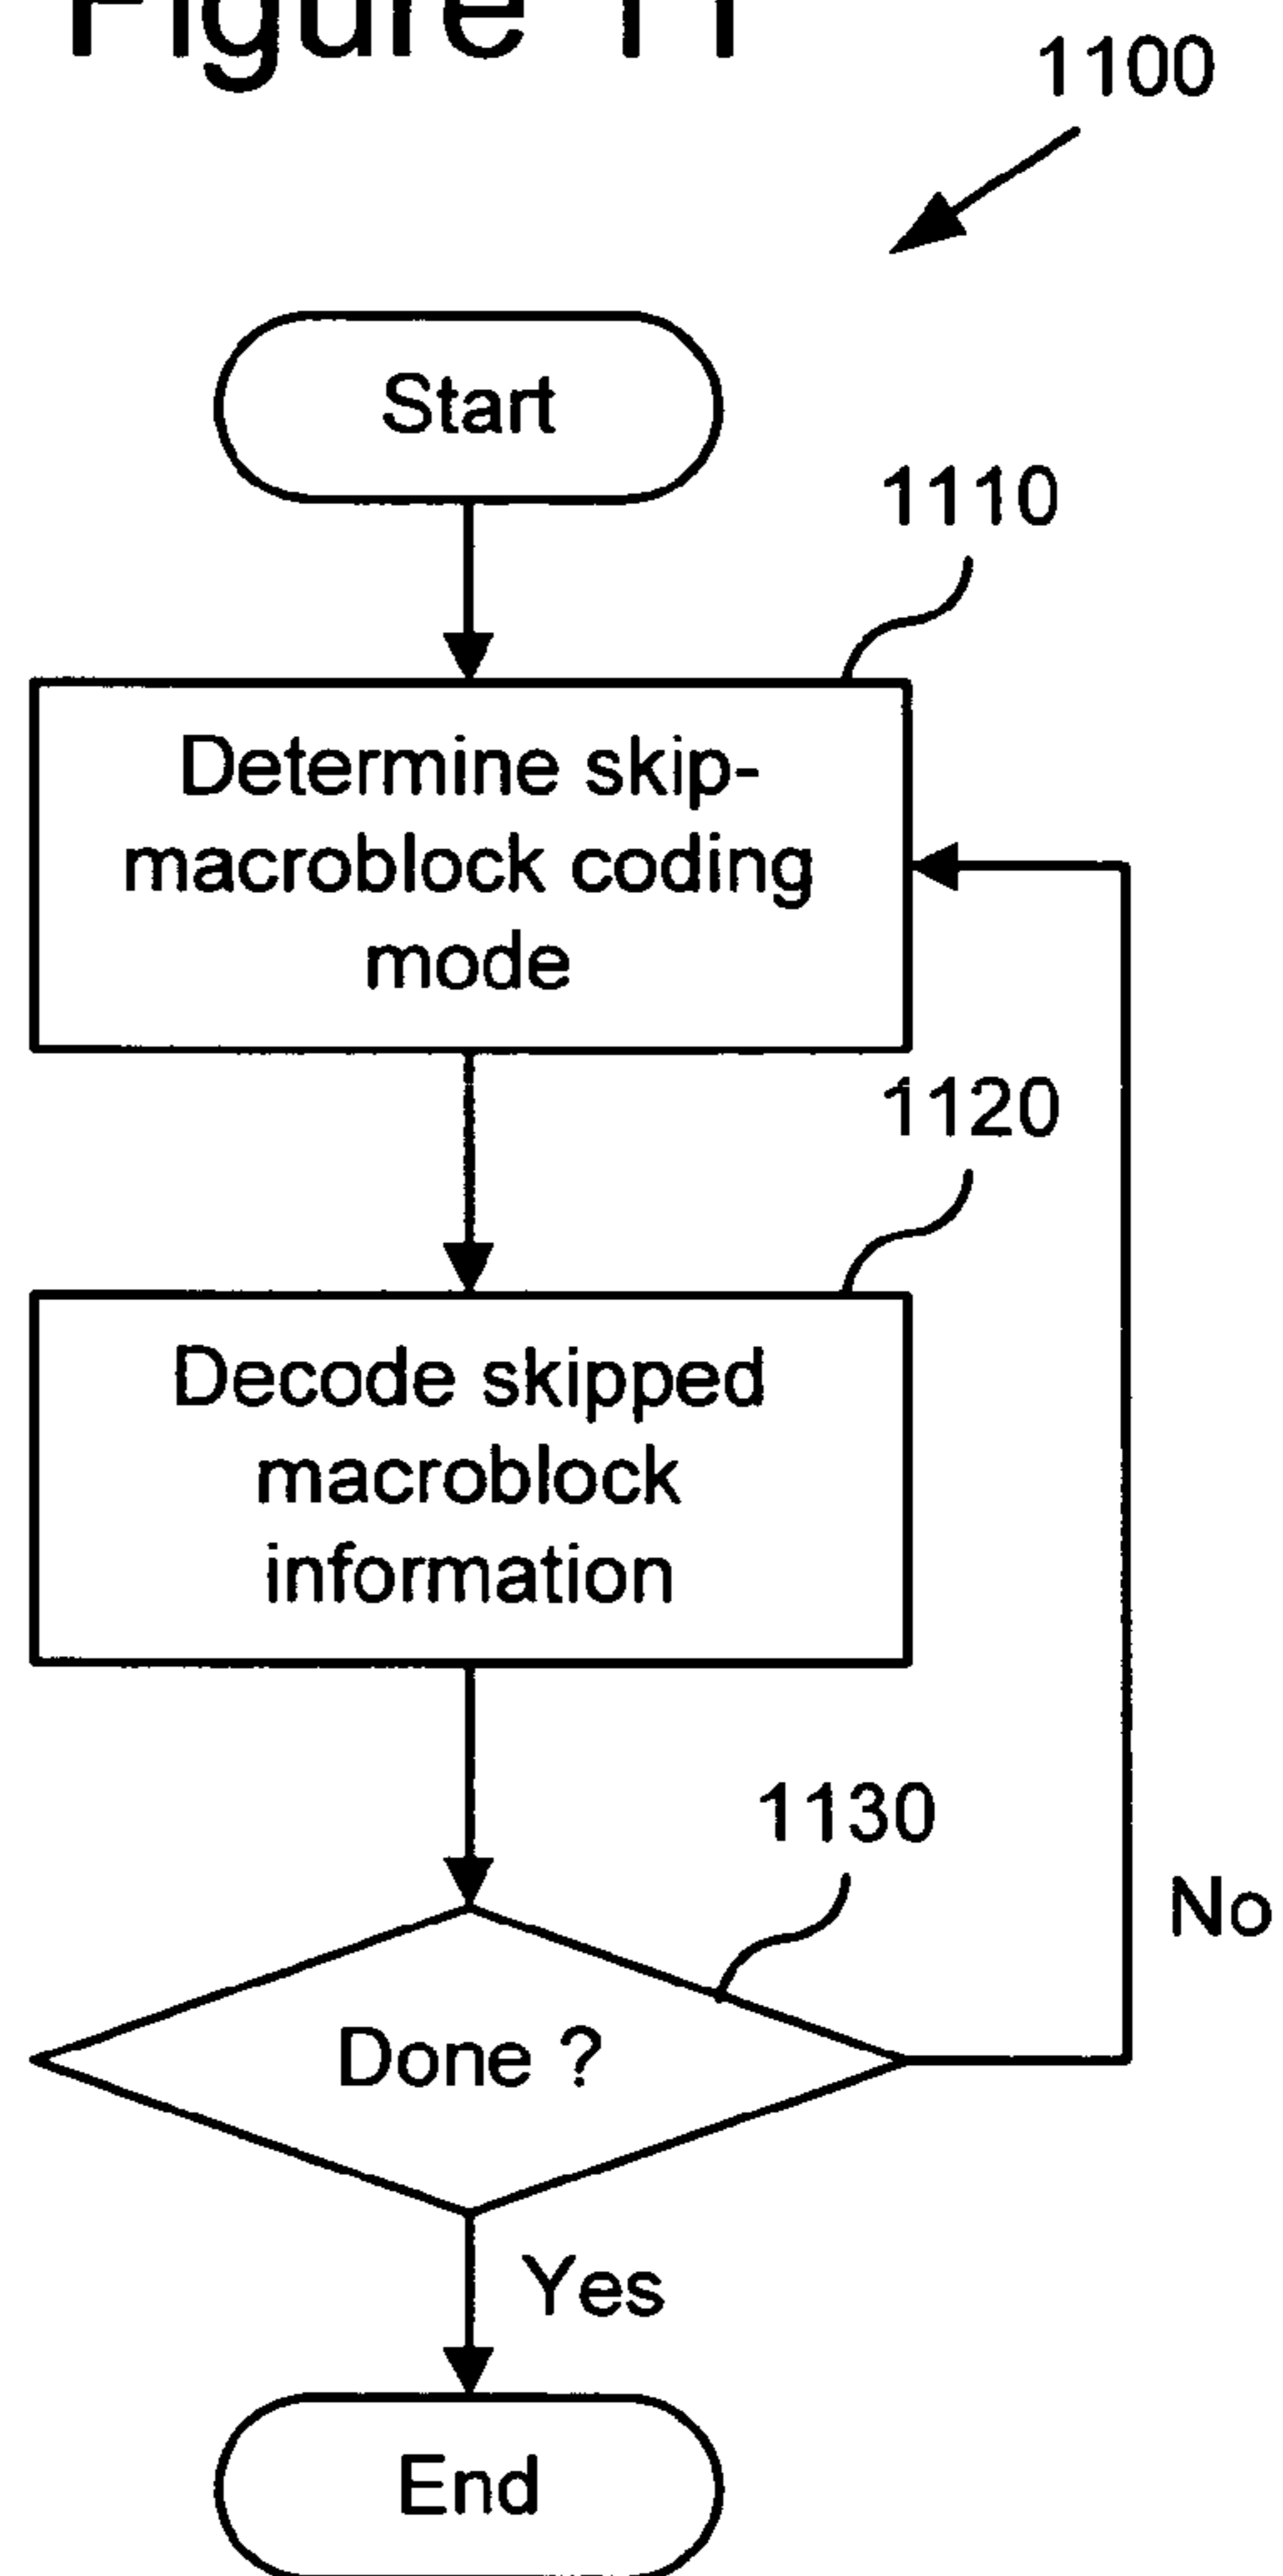 Figure 11
1100
Start
1110
Determine skip-
macroblock coding
mode
1120
Decode skipped
macroblock
information
1130
Done ?
No
Yes
End